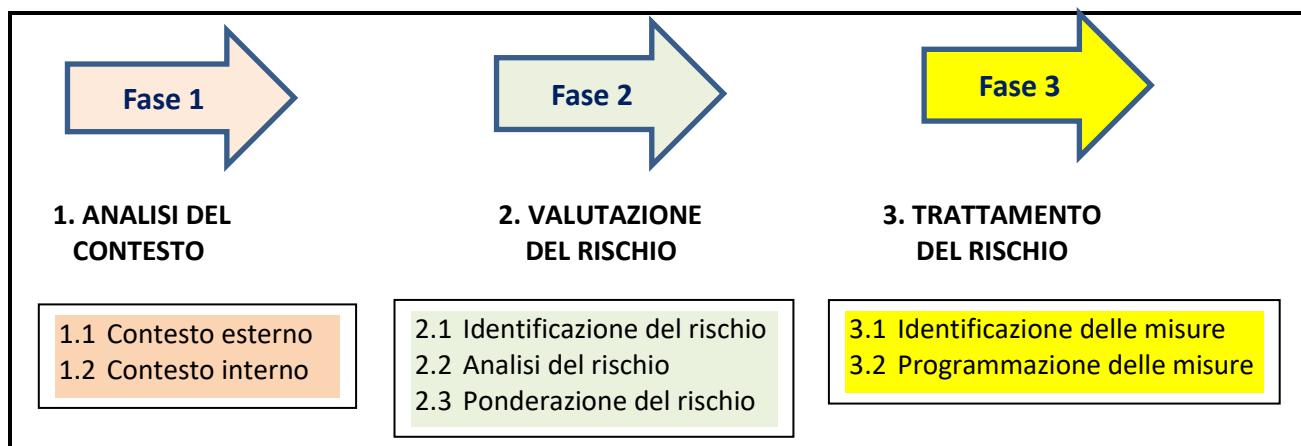 Fase 1
Fase 2
Fase 3
1. ANALISI DEL
CONTESTO
2. VALUTAZIONE
DEL RISCHIO
3. TRATTAMENTO
DEL RISCHIO
1.1 Contesto esterno
1.2 Contesto interno
2.1 Identificazione del rischio
2.2 Analisi del rischio
2.3 Ponderazione del rischio
3.1 Identificazione delle misure
3.2 Programmazione delle misure